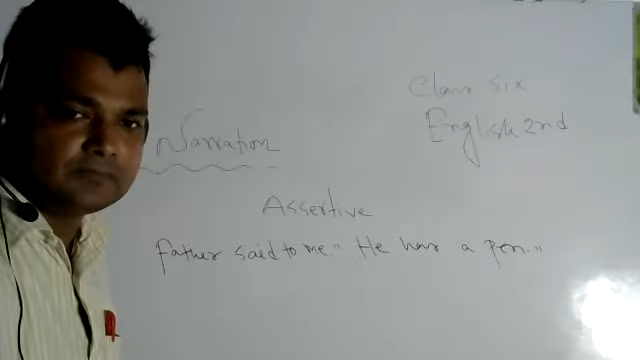 Class six
English 2nd
Narration
Assertive
Father said to me." He has a pen."